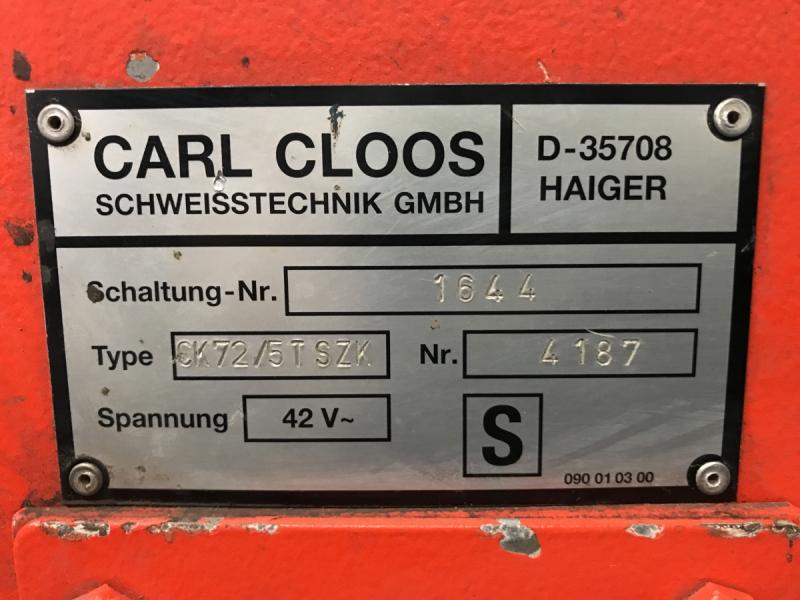 CARL CLOOS
SCHWEISSTECHNIK GMBH
D-35708
HAIGER
Schaltung-Nr. 1644
Type CK72/5T SZK Nr. 4187
Spannung 42 V~ S
090 01 03 00